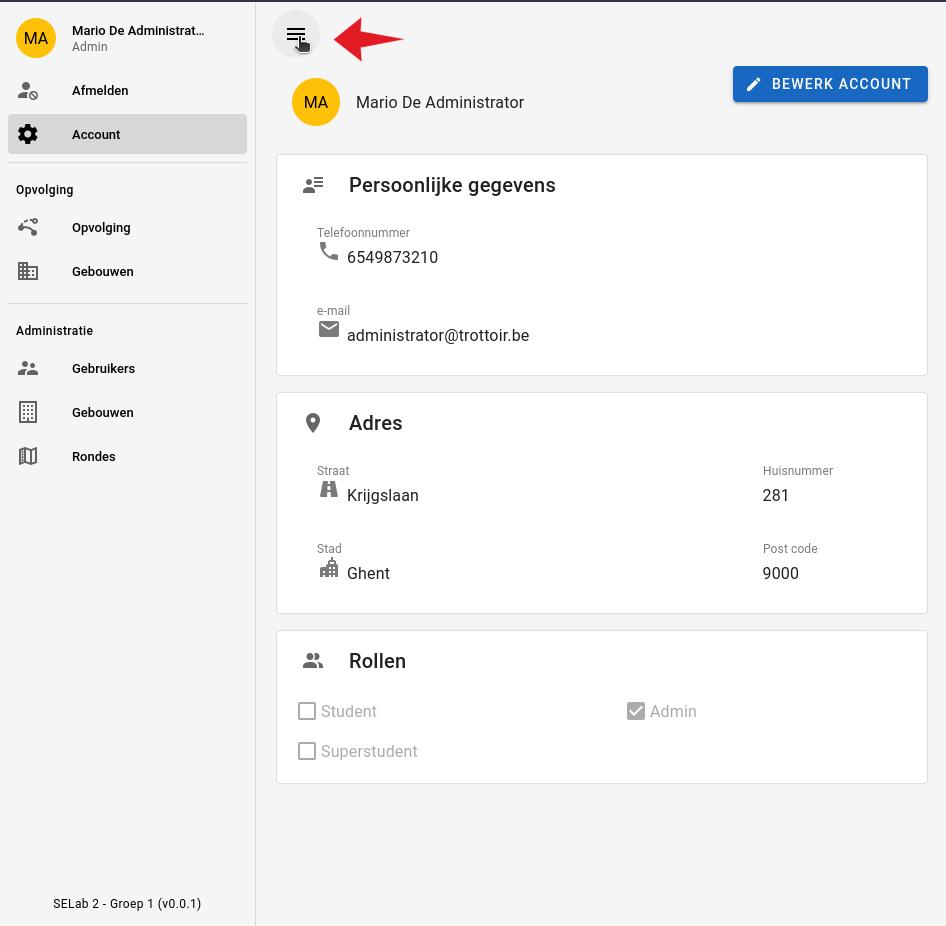 MA
Mario De Administrat...
Admin
Afmelden
Account
Opvolging
Opvolging
Gebouwen
Administratie
Gebruikers
Gebouwen
Rondes
SELab 2 - Groep 1 (v0.0.1)
MA
Mario De Administrator
BEWERK ACCOUNT
Persoonlijke gegevens
Telefoonnummer
6549873210
e-mail
administrator@trottoir.be
Adres
Straat
Krijgslaan
Huisnummer
281
Stad
Ghent
Post code
9000
Rollen
Student
Admin
Superstudent